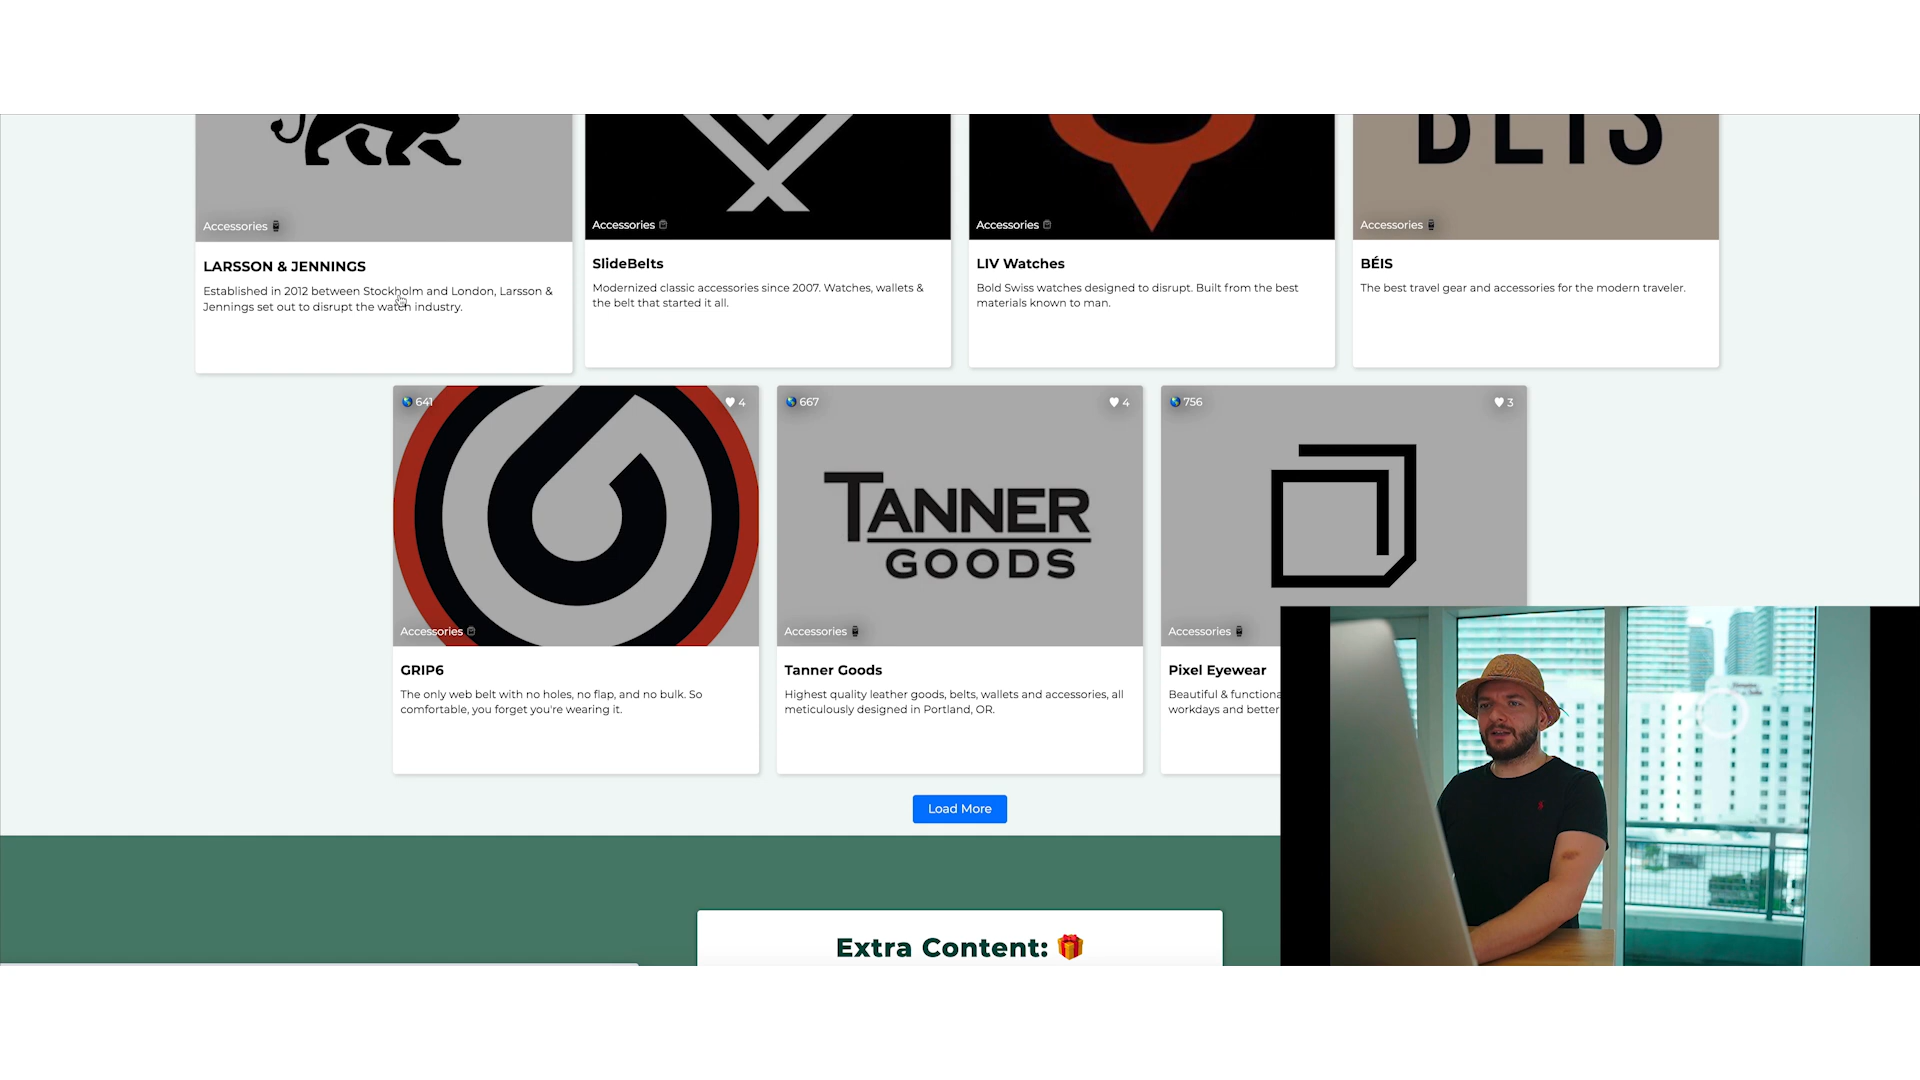 BEIS
Accessories
Accessories
Accessories
Accessories
LARSSON & JENNINGS
SlideBelts
LIV Watches
BÉIS
Established in 2012 between Stockholm and London, Larsson &
Jennings set out to disrupt the watch industry.
Modernized classic accessories since 2007. Watches, wallets &
the belt that started it all.
Bold Swiss watches designed to disrupt. Built from the best
materials known to man.
The best travel gear and accessories for the modern traveler.
641
4
667
4
756
3
TANNER
GOODS
Accessories
Accessories
Accessories
GRIP6
Tanner Goods
Pixel Eyewear
The only web belt with no holes, no flap, and no bulk. So
comfortable, you forget you're wearing it.
Highest quality leather goods, belts, wallets and accessories, all
meticulously designed in Portland, OR.
Beautiful & functiona
workdays and better
Load More
Extra Content: